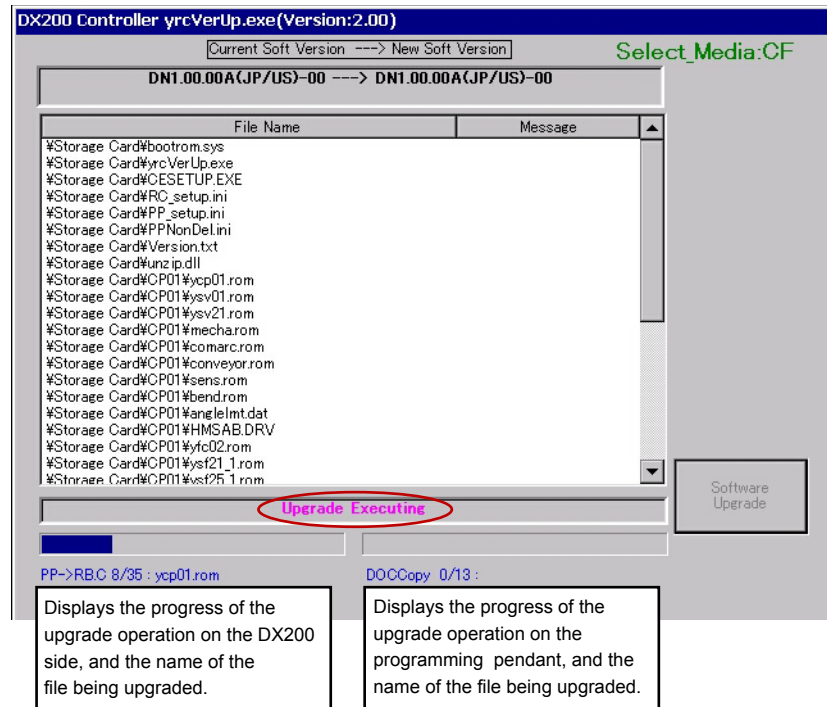 DX200 Controller yrcVerUp.exe(Version:2.00)
Current Soft Version ---> New Soft Version
Select_Media:CF
DN1.00.00A(JP/US)-00 ---> DN1.00.00A(JP/US)-00
File Name Message
¥Storage Card¥bootrom.sys
¥Storage Card¥yrcVerUp.exe
¥Storage Card¥CESETUP.EXE
¥Storage Card¥RC_setup.ini
¥Storage Card¥PP_setup.ini
¥Storage Card¥PPNonDel.ini
¥Storage Card¥Version.txt
¥Storage Card¥unzip.dll
¥Storage Card¥CP01¥ycp01.rom
¥Storage Card¥CP01¥ysv01.rom
¥Storage Card¥CP01¥ysv21.rom
¥Storage Card¥CP01¥mecha.rom
¥Storage Card¥CP01¥comarc.rom
¥Storage Card¥CP01¥conveyor.rom
¥Storage Card¥CP01¥sens.rom
¥Storage Card¥CP01¥bend.rom
¥Storage Card¥CP01¥anglelmt.dat
¥Storage Card¥CP01¥HMSAB.DRV
¥Storage Card¥CP01¥yfc02.rom
¥Storage Card¥CP01¥ysf21_1.rom
¥Storage Card¥CP01¥ysf25_1.rom
Software
Upgrade
Upgrade Executing
PP->RB.C 8/35 : ycp01.rom
DOCCopy 0/13 :
Displays the progress of the
upgrade operation on the DX200
side, and the name of the
file being upgraded.
Displays the progress of the
upgrade operation on the
programming pendant, and the
name of the file being upgraded.